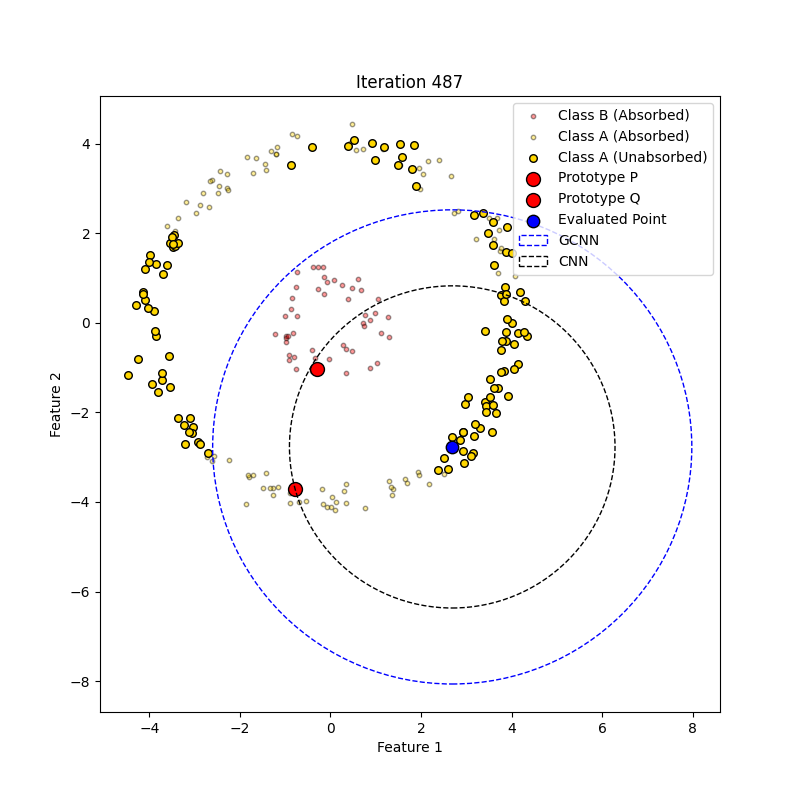 Iteration 487
Class B (Absorbed)
Class A (Absorbed)
Class A (Unabsorbed)
Prototype P
Prototype Q
Evaluated Point
GCNN
CNN
4
2
0
−2
−4
−6
−8
Feature 2
−4 −2 0 2 4 6 8
Feature 1